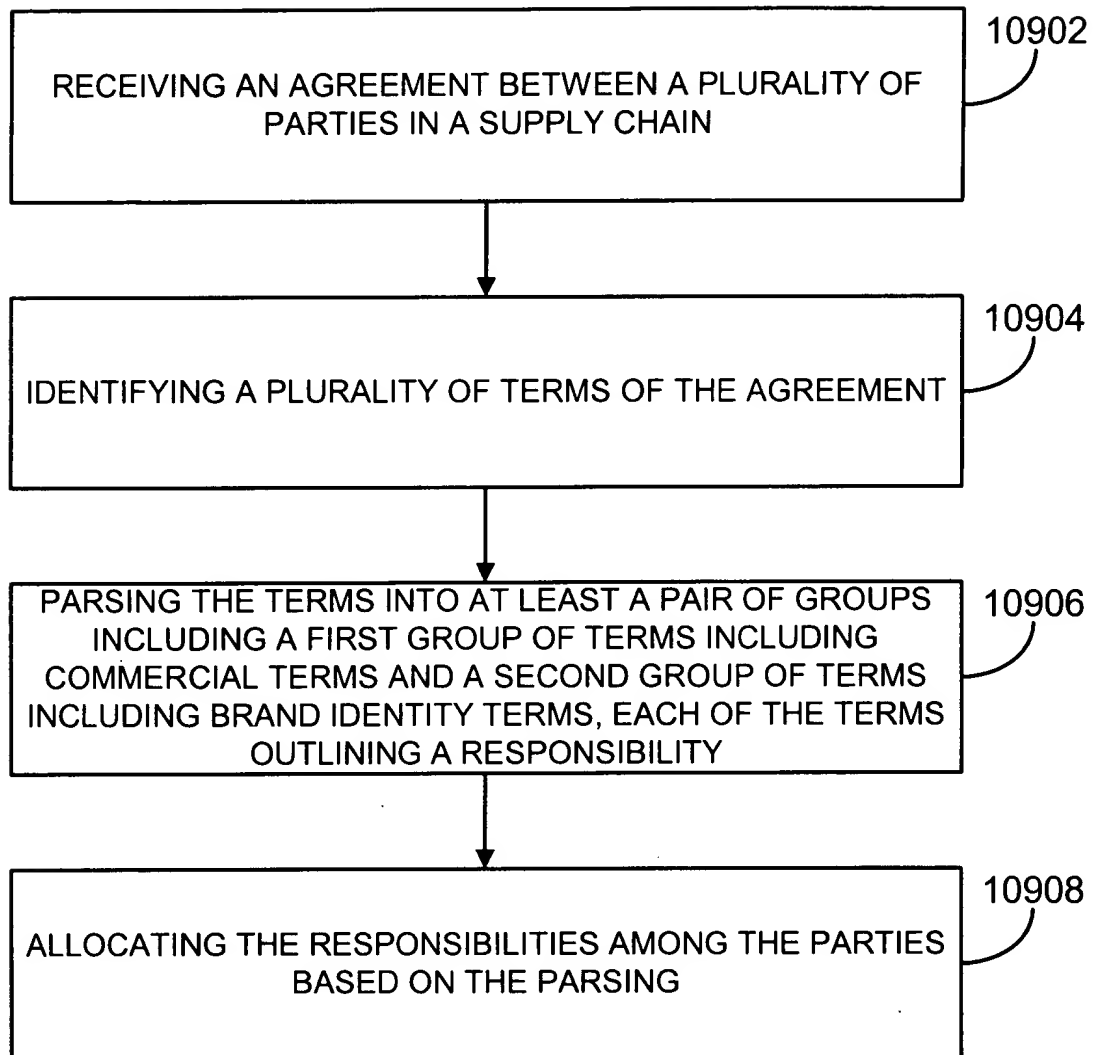 10902
RECEIVING AN AGREEMENT BETWEEN A PLURALITY OF
PARTIES IN A SUPPLY CHAIN
10904
IDENTIFYING A PLURALITY OF TERMS OF THE AGREEMENT
10906
PARSING THE TERMS INTO AT LEAST A PAIR OF GROUPS
INCLUDING A FIRST GROUP OF TERMS INCLUDING
COMMERCIAL TERMS AND A SECOND GROUP OF TERMS
INCLUDING BRAND IDENTITY TERMS, EACH OF THE TERMS
OUTLINING A RESPONSIBILITY
10908
ALLOCATING THE RESPONSIBILITIES AMONG THE PARTIES
BASED ON THE PARSING